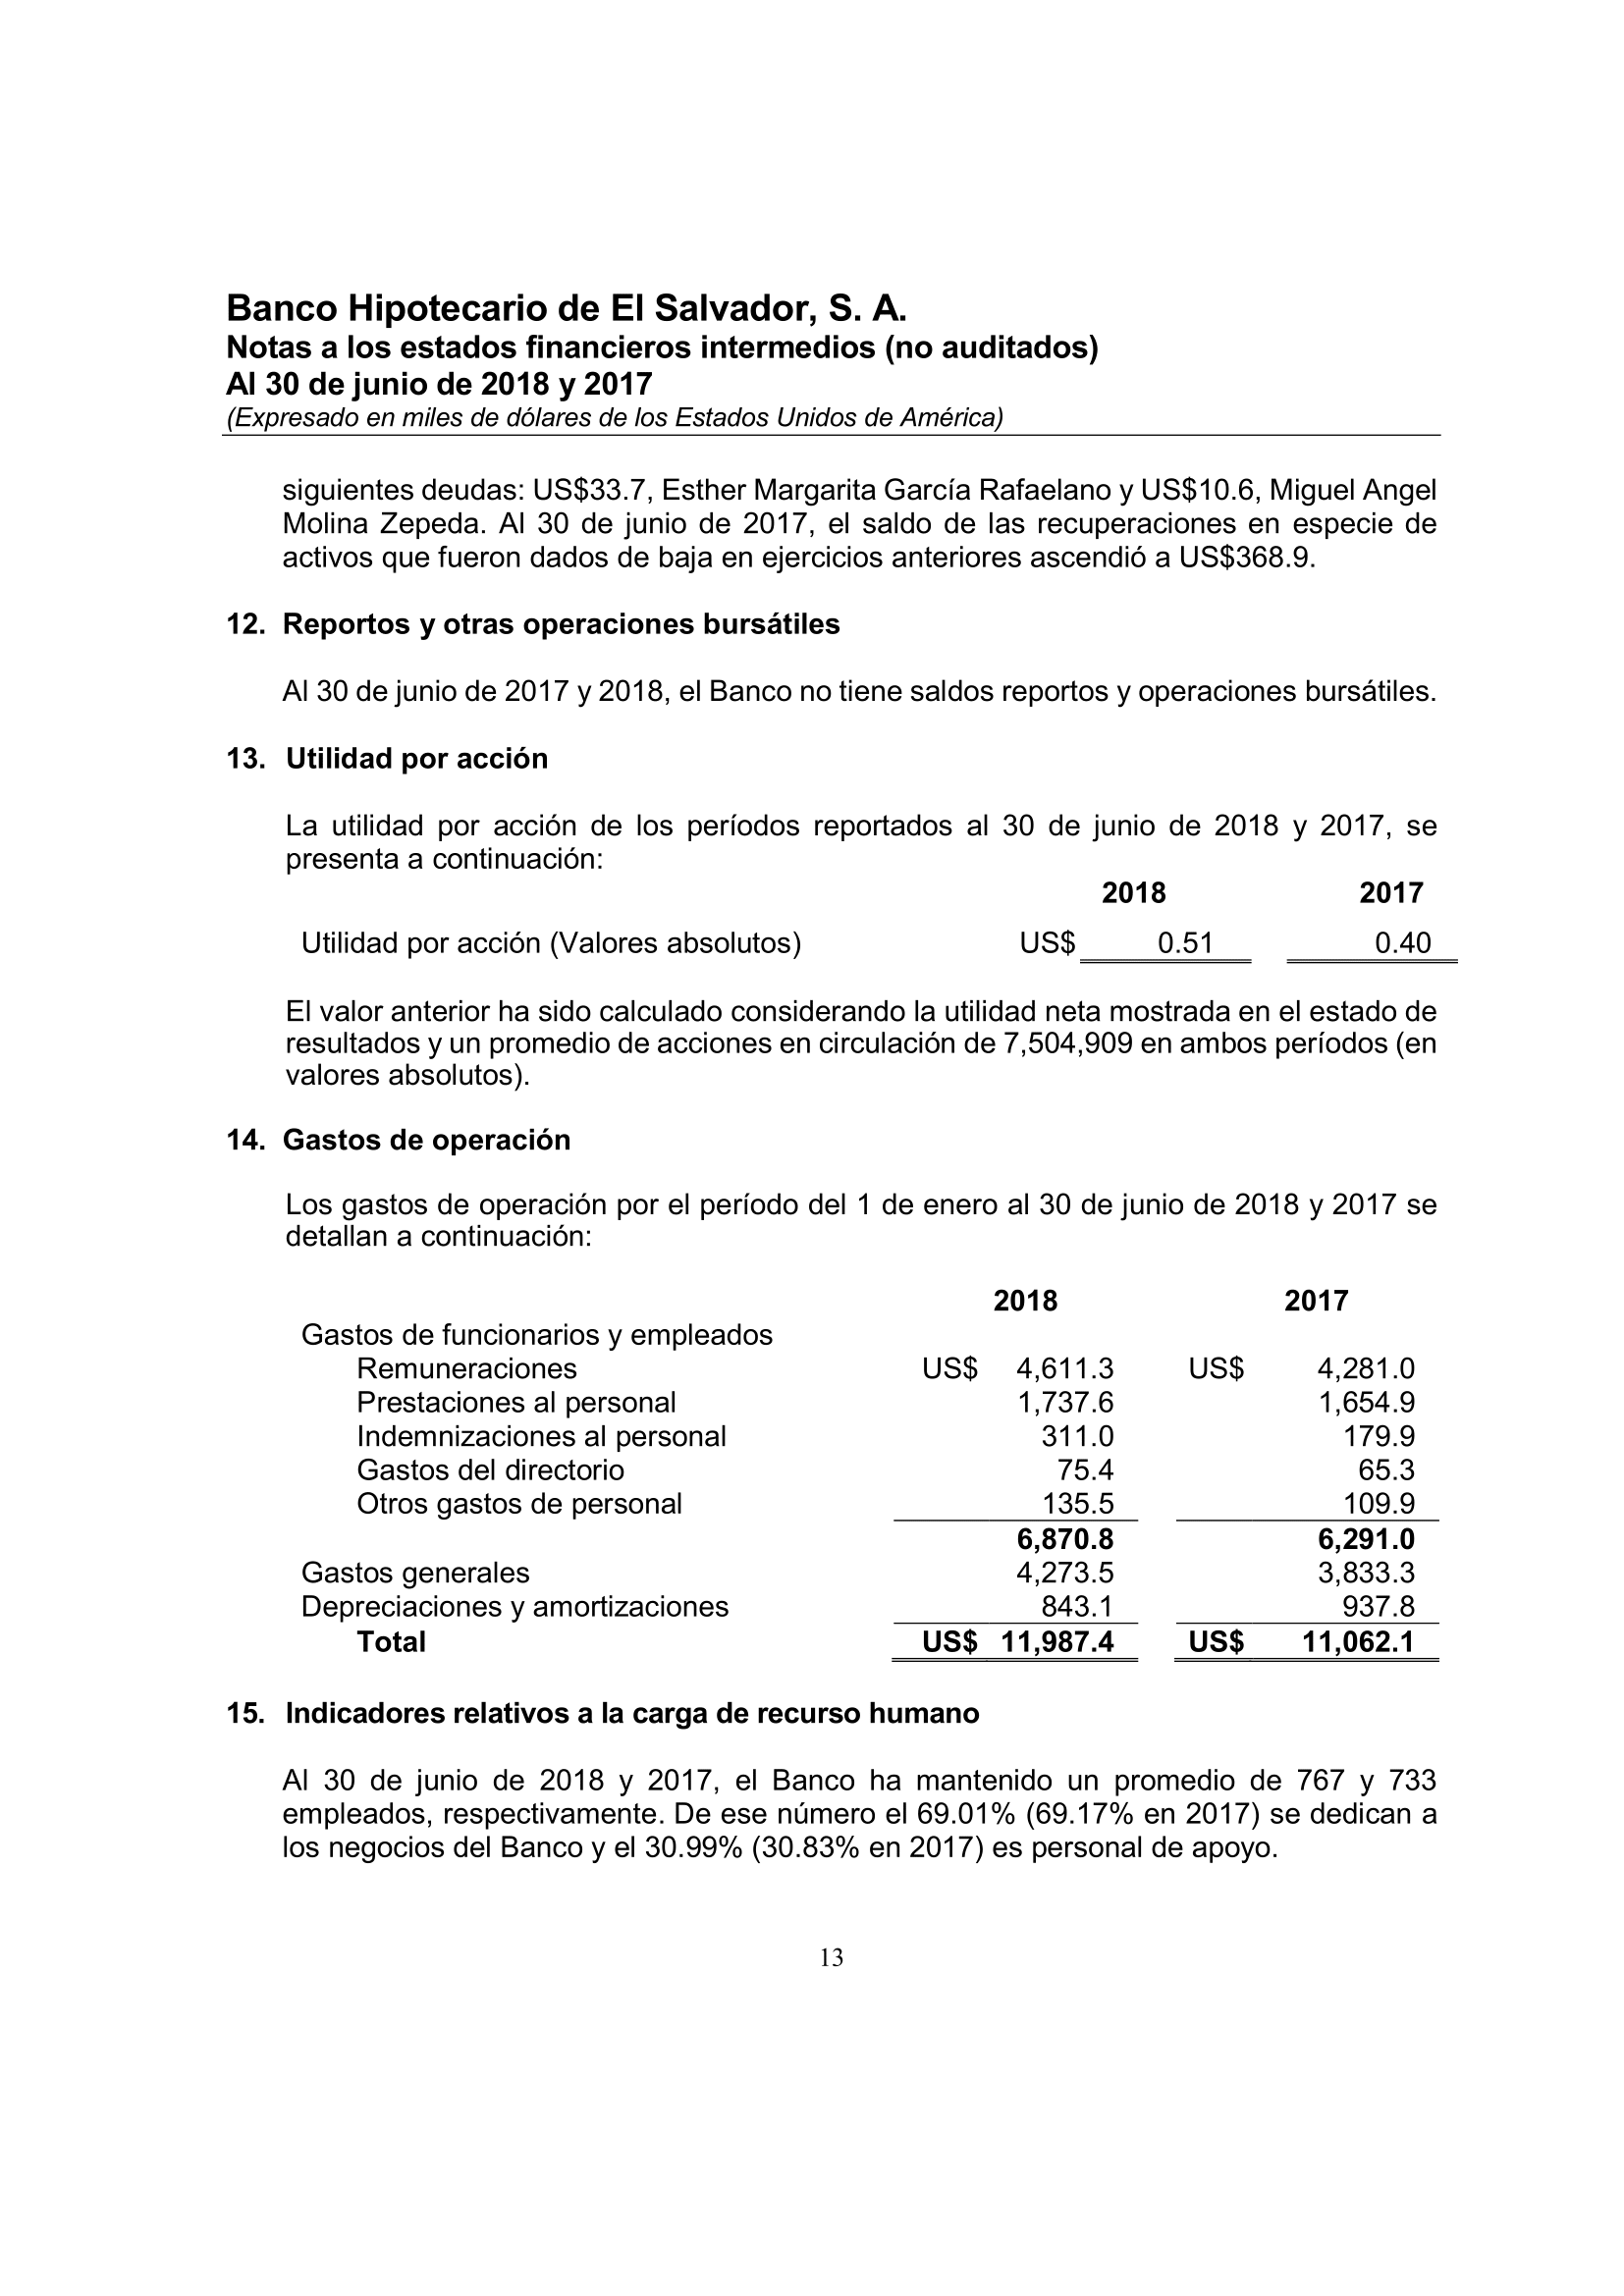 Banco Hipotecario de El Salvador, S. A.
Notas a los estados financieros intermedios (no auditados)
Al 30 de junio de 2018 y 2017
(Expresado en miles de dólares de los Estados Unidos de América)
siguientes deudas: US$33.7, Esther Margarita García Rafaelano y US$10.6, Miguel Angel
Molina Zepeda. Al 30 de junio de 2017, el saldo de las recuperaciones en especie de
activos que fueron dados de baja en ejercicios anteriores ascendió a US$368.9.
12. Reportos y otras operaciones bursátiles
Al 30 de junio de 2017 y 2018, el Banco no tiene saldos reportos y operaciones bursátiles.
13. Utilidad por acción
La utilidad por acción de los períodos reportados al 30 de junio de 2018 y 2017, se
presenta a continuación:
2018 2017
Utilidad por acción (Valores absolutos) US$ 0.51 0.40
El valor anterior ha sido calculado considerando la utilidad neta mostrada en el estado de
resultados y un promedio de acciones en circulación de 7,504,909 en ambos períodos (en
valores absolutos).
14. Gastos de operación
Los gastos de operación por el período del 1 de enero al 30 de junio de 2018 y 2017 se
detallan a continuación:
2018 2017
Gastos de funcionarios y empleados
Remuneraciones US$ 4,611.3 US$ 4,281.0
Prestaciones al personal 1,737.6 1,654.9
Indemnizaciones al personal 311.0 179.9
Gastos del directorio 75.4 65.3
Otros gastos de personal 135.5 109.9
6,870.8 6,291.0
Gastos generales 4,273.5 3,833.3
Depreciaciones y amortizaciones 843.1 937.8
Total US$ 11,987.4 US$ 11,062.1
15. Indicadores relativos a la carga de recurso humano
Al 30 de junio de 2018 y 2017, el Banco ha mantenido un promedio de 767 y 733
empleados, respectivamente. De ese número el 69.01% (69.17% en 2017) se dedican a
los negocios del Banco y el 30.99% (30.83% en 2017) es personal de apoyo.
13